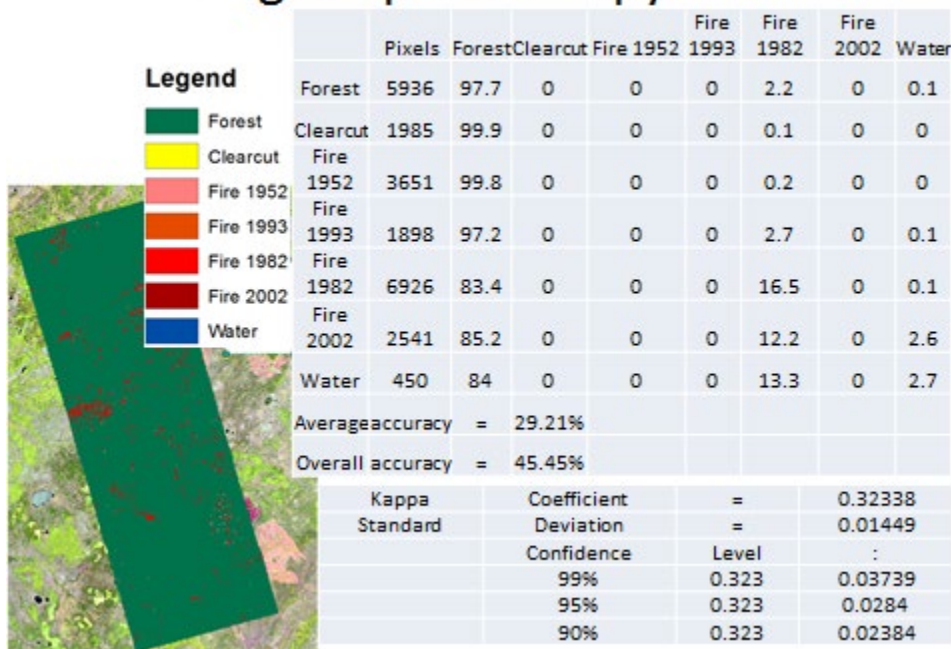 Legend
Forest
Clearcut
Fire 1952
Fire 1993
Fire 1982
Fire 2002
Water
Pixels Forest Clearcut Fire 1952 Fire 1993 Fire 1982 Fire 2002 Water
Forest 5936 97.7 0 0 0 2.2 0 0.1
Clearcut 1985 99.9 0 0 0 0.1 0 0
Fire 1952 3651 99.8 0 0 0 0.2 0 0
Fire 1993 1898 97.2 0 0 0 2.7 0 0.1
Fire 1982 6926 83.4 0 0 0 16.5 0 0.1
Fire 2002 2541 85.2 0 0 0 12.2 0 2.6
Water 450 84 0 0 0 13.3 0 2.7
Average accuracy = 29.21%
Overall accuracy = 45.45%
Kappa Coefficient = 0.32338
Standard Deviation = 0.01449
Confidence Level :
99% 0.323 0.03739
95% 0.323 0.0284
90% 0.323 0.02384